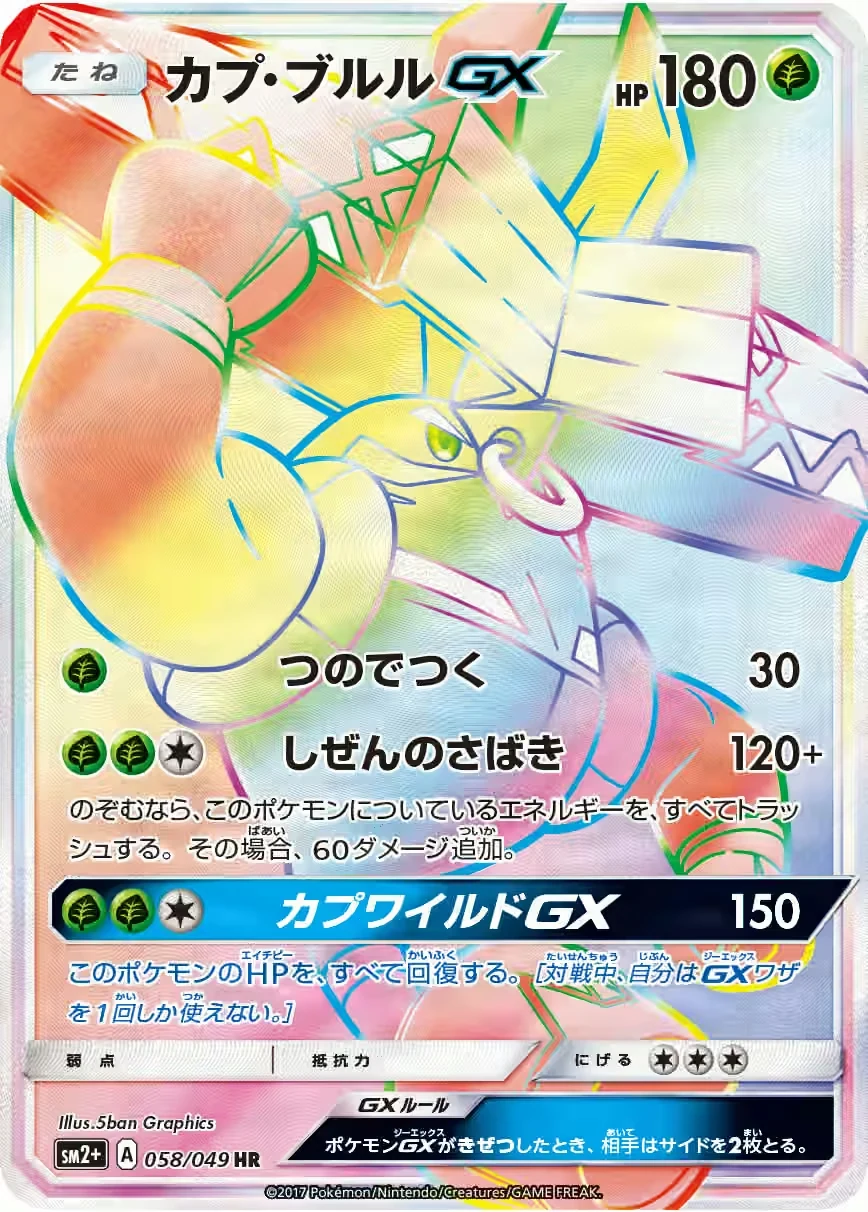 たね カプ・ブルルGX HP180
つのでつく 30
しぜんのさばき 120+
のぞむなら、このポケモンについているエネルギーを、すべてトラッ
シュする。その場合、60ダメージ追加。
カプワイルドGX 150
このポケモンのHPを、すべて回復する。[対戦中、自分はGXワザ
を1回しか使えない。]
弱点 抵抗力 にげる
Illus.5ban Graphics
GXルール
ポケモンGXがきぜつしたとき、相手はサイドを2枚とる。
SM2+ A 058/049 HR
©2017 Pokémon/Nintendo/Creatures/GAME FREAK.